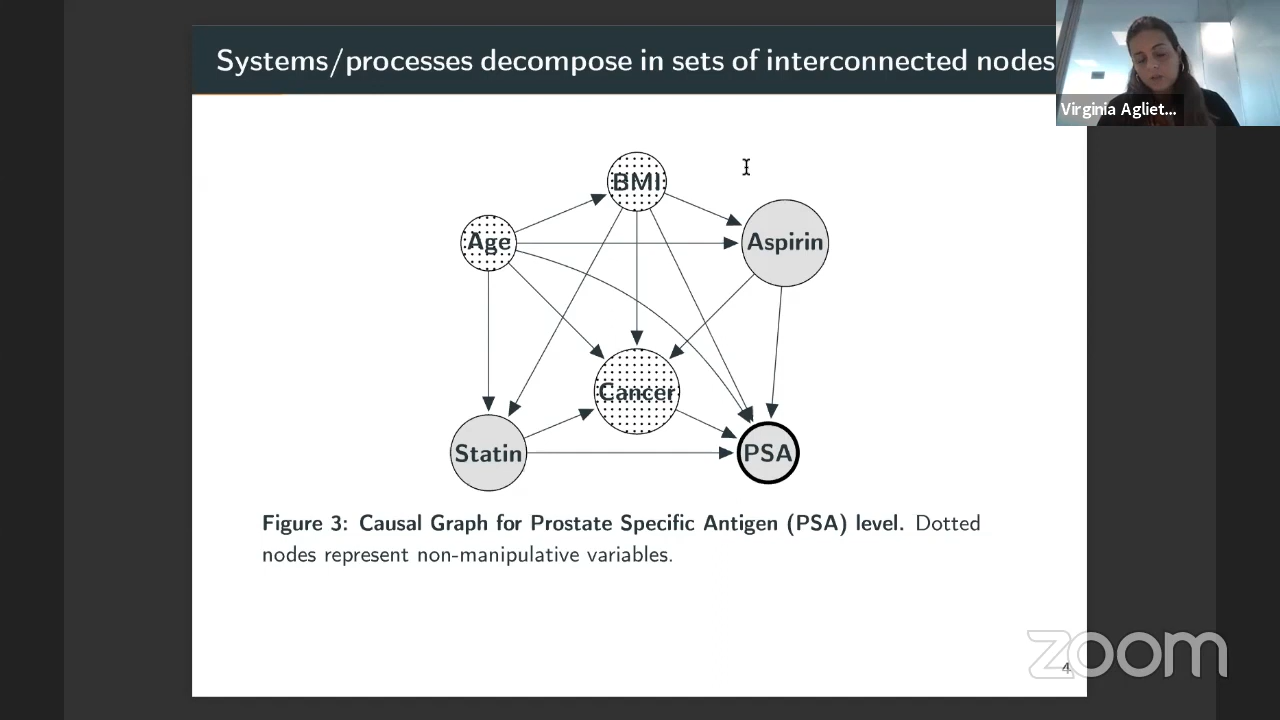 Systems/processes decompose in sets of interconnected nodes
Virginia Agliet...
BMI
Age
Aspirin
Cancer
Statin
PSA
Figure 3: Causal Graph for Prostate Specific Antigen (PSA) level. Dotted
nodes represent non-manipulative variables.
4
zoom